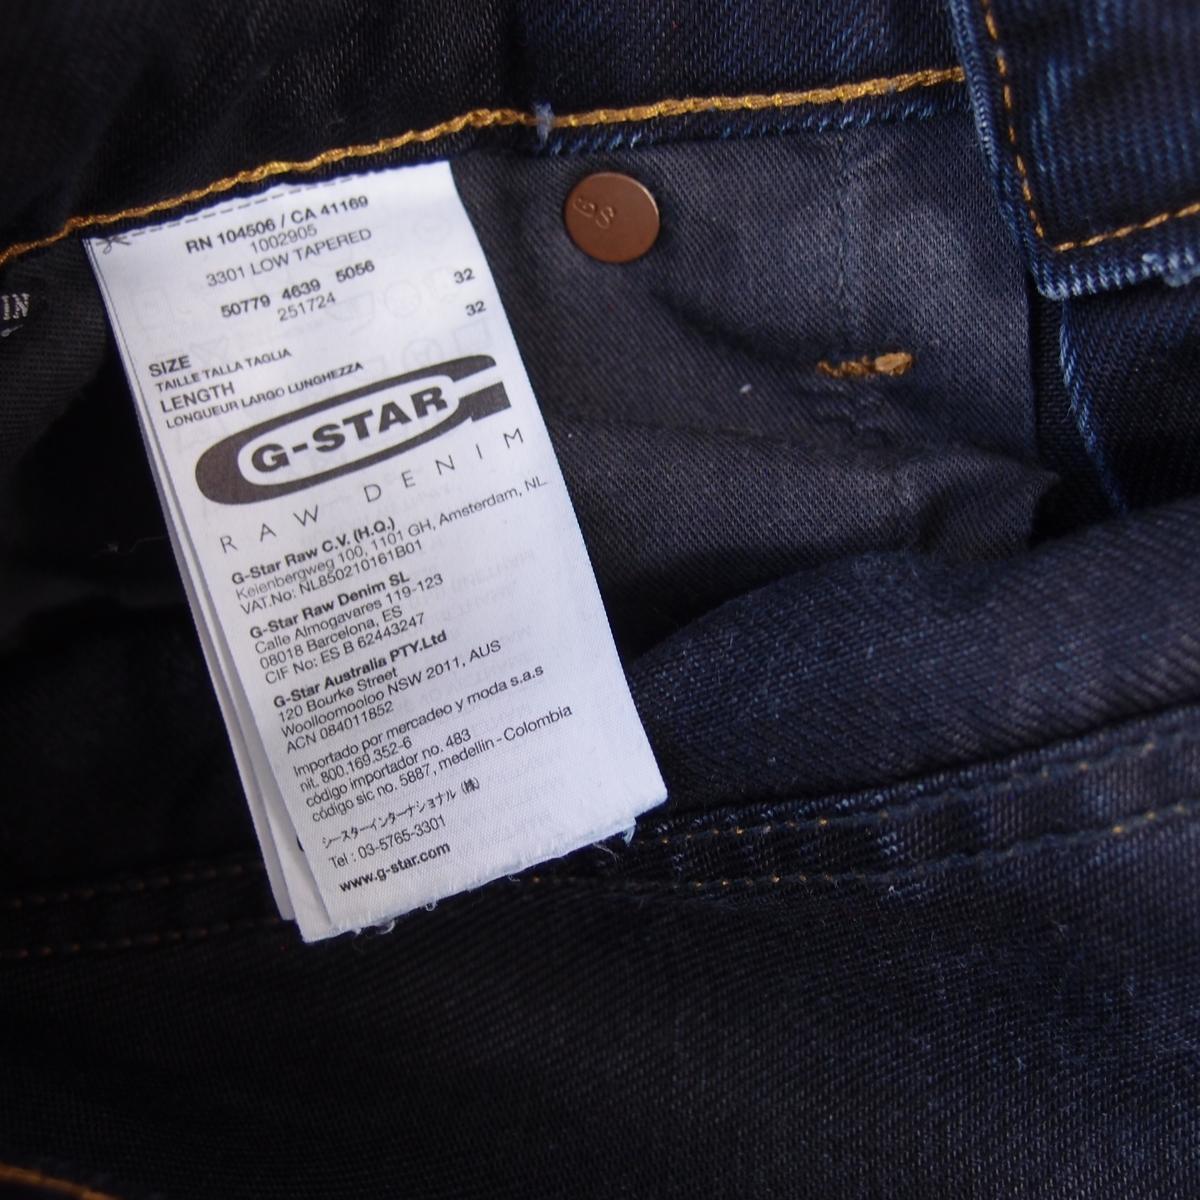 RN 104506 / CA 41169
1002905
3301 LOW TAPERED
50779 4639 5056
251724
SIZE 32
TAILLE TALLA TAGLIA
LENGTH 32
LONGUEUR LARGO LUNGHEZZA
G-STAR
RAW DENIM
G-Star Raw C.V. (H.Q.)
Keienbergweg 100, 1101 GH, Amsterdam, NL
VAT.No: NL850210161B01
G-Star Raw Denim SL
Calle Almogavares 119-123
08018 Barcelona, ES
CIF No: ES B 62443247
G-Star Australia PTY.Ltd
120 Bourke Street
Woolloomooloo NSW 2011, AUS
ACN 084011852
Importado por mercadeo y moda s.a.s
nit. 800.169.352-6
código importador no. 483
código sic no. 5887, medellin - Colombia
ジースターインターナショナル (株)
Tel : 03-5765-3301
www.g-star.com